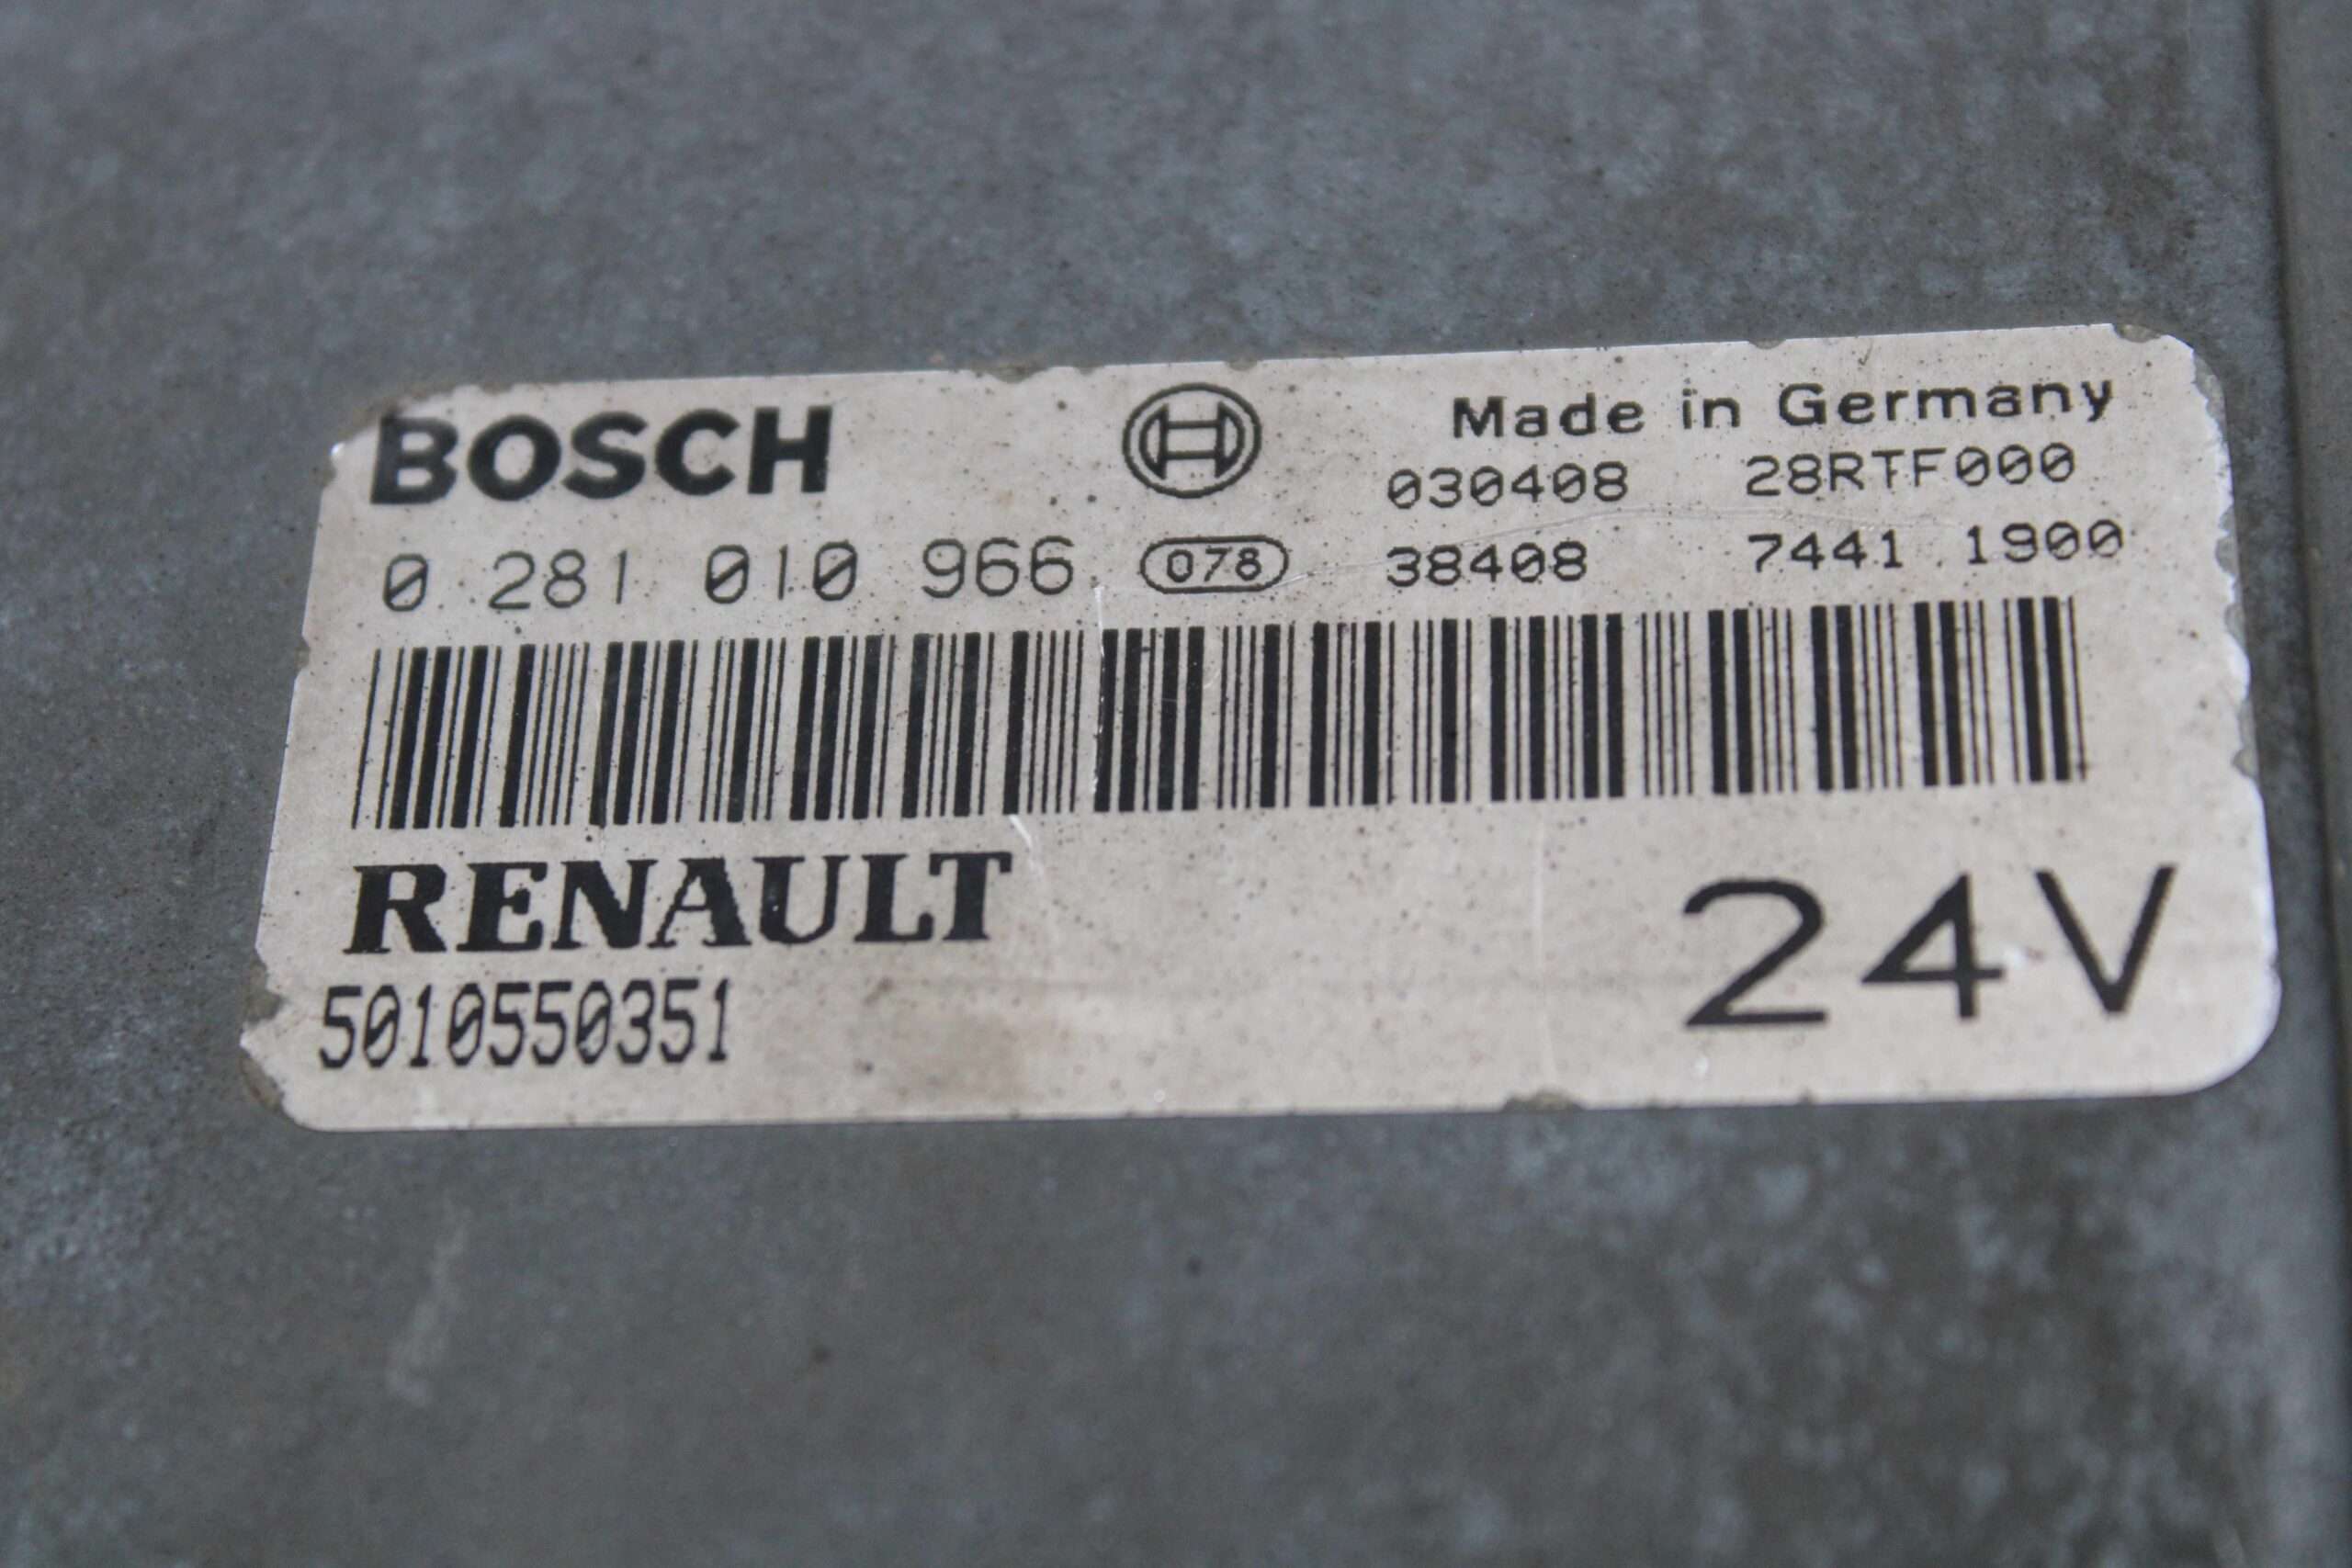 BOSCH Made in Germany
030408 28RTF000
0 281 010 966 078 38408 7441 1900
RENAULT
5010550351
24V